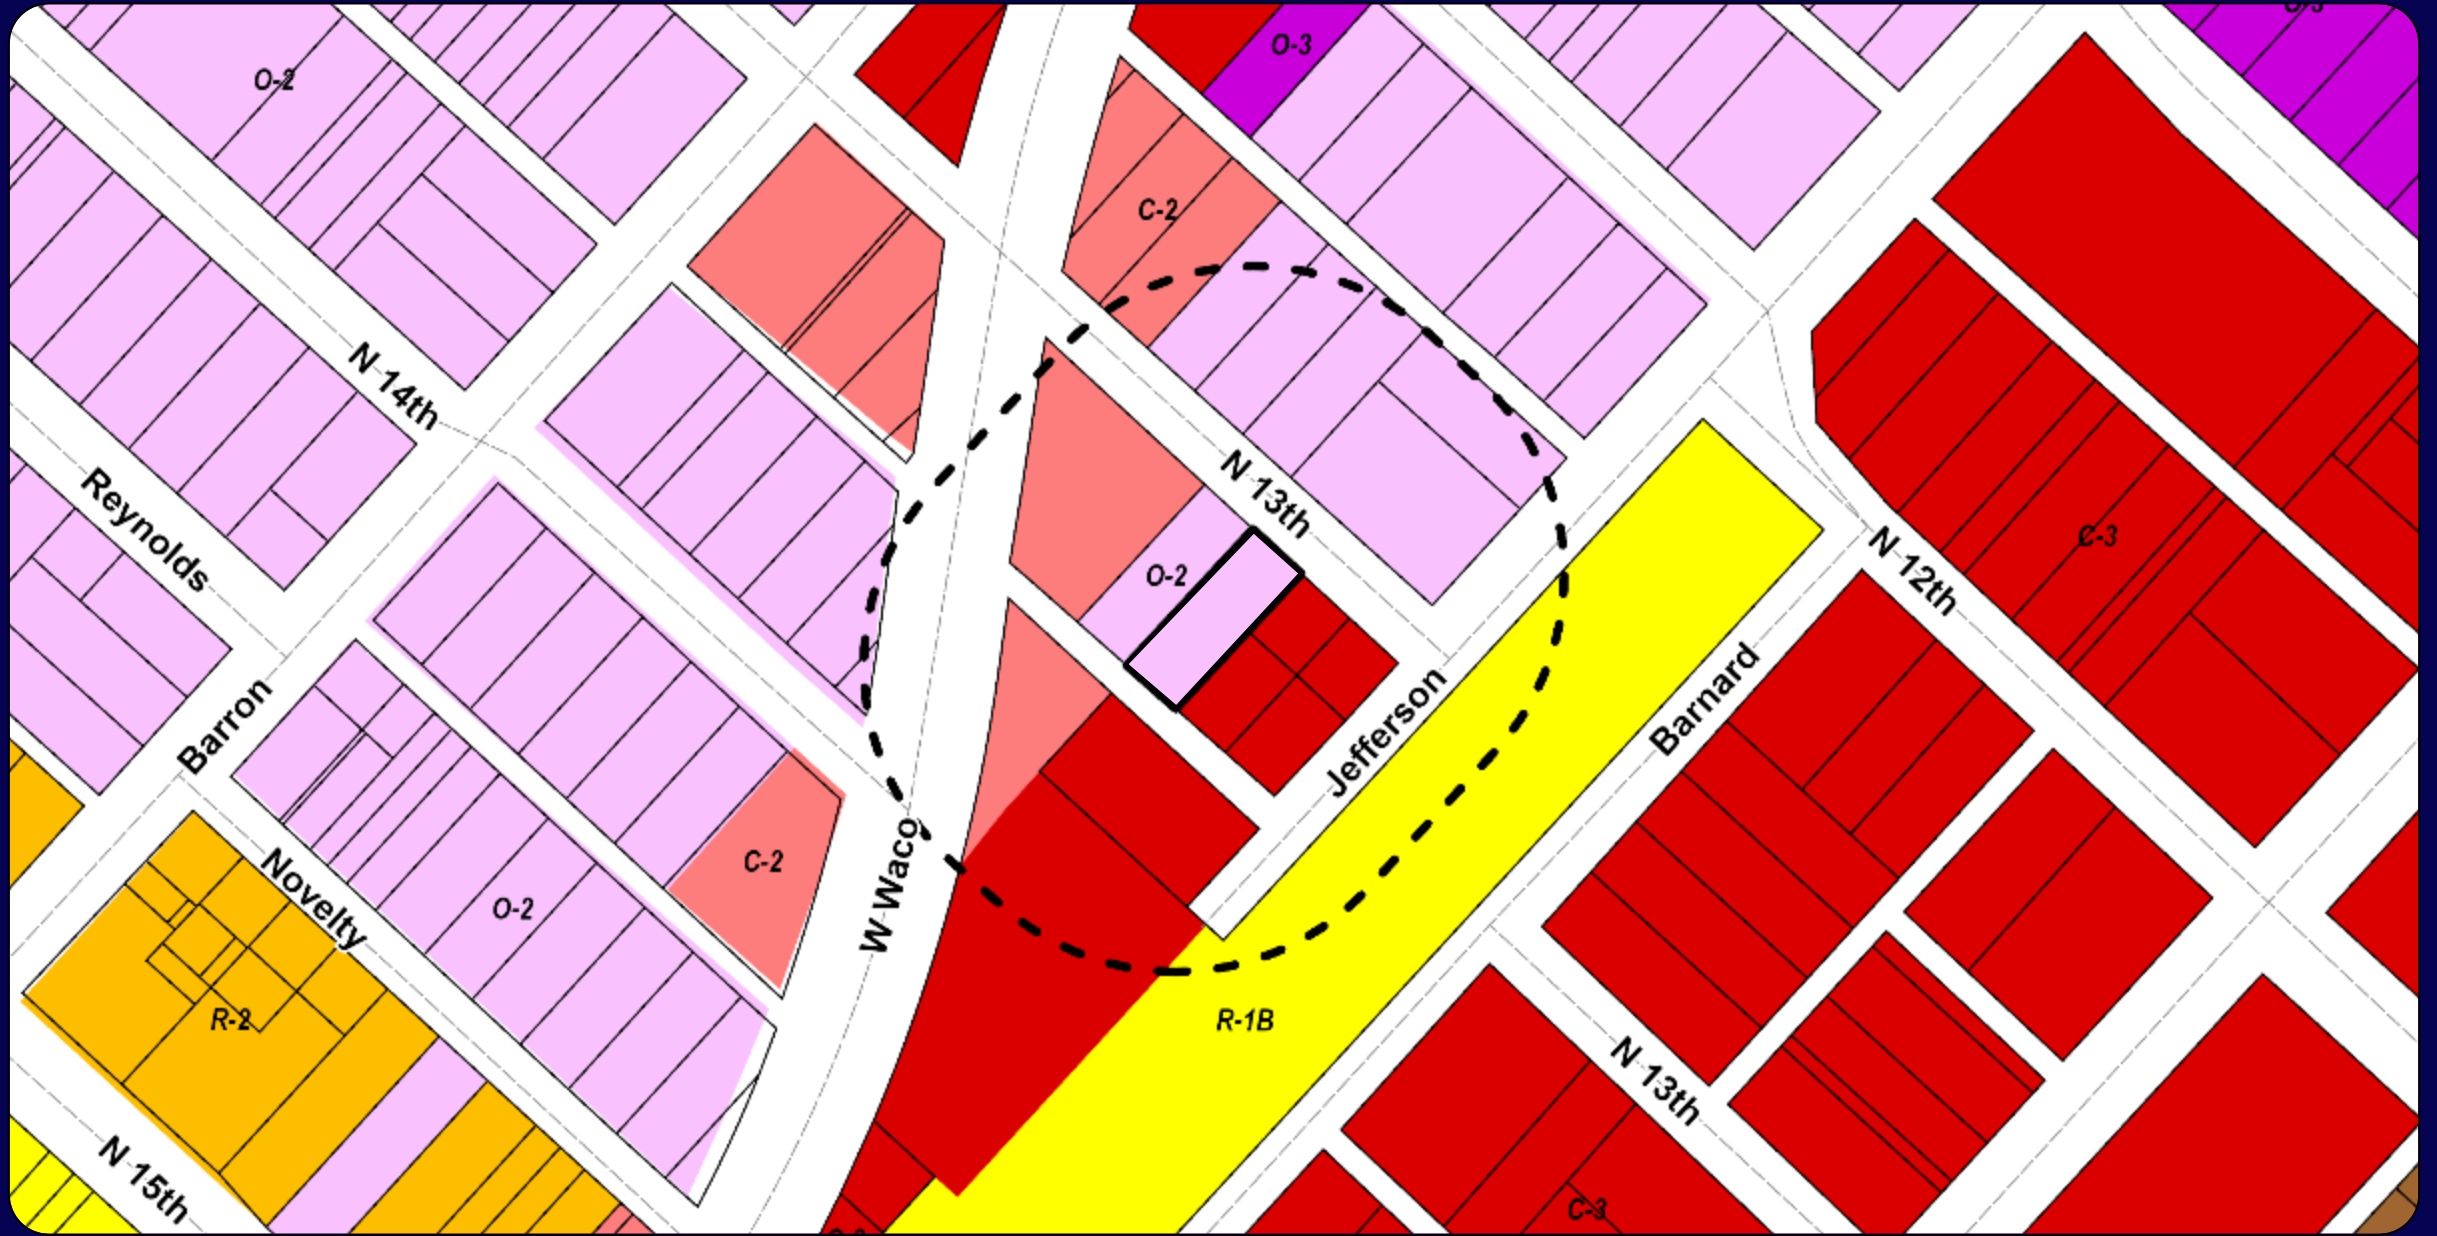 O-3
O-3
O-2
C-2
N 14th
Reynolds
N 13th
O-2
C-3
N 12th
Barron
Jefferson
Barnard
W Waco
C-2
Novelty
O-2
R-2
R-1B
N 13th
N 15th
C-3